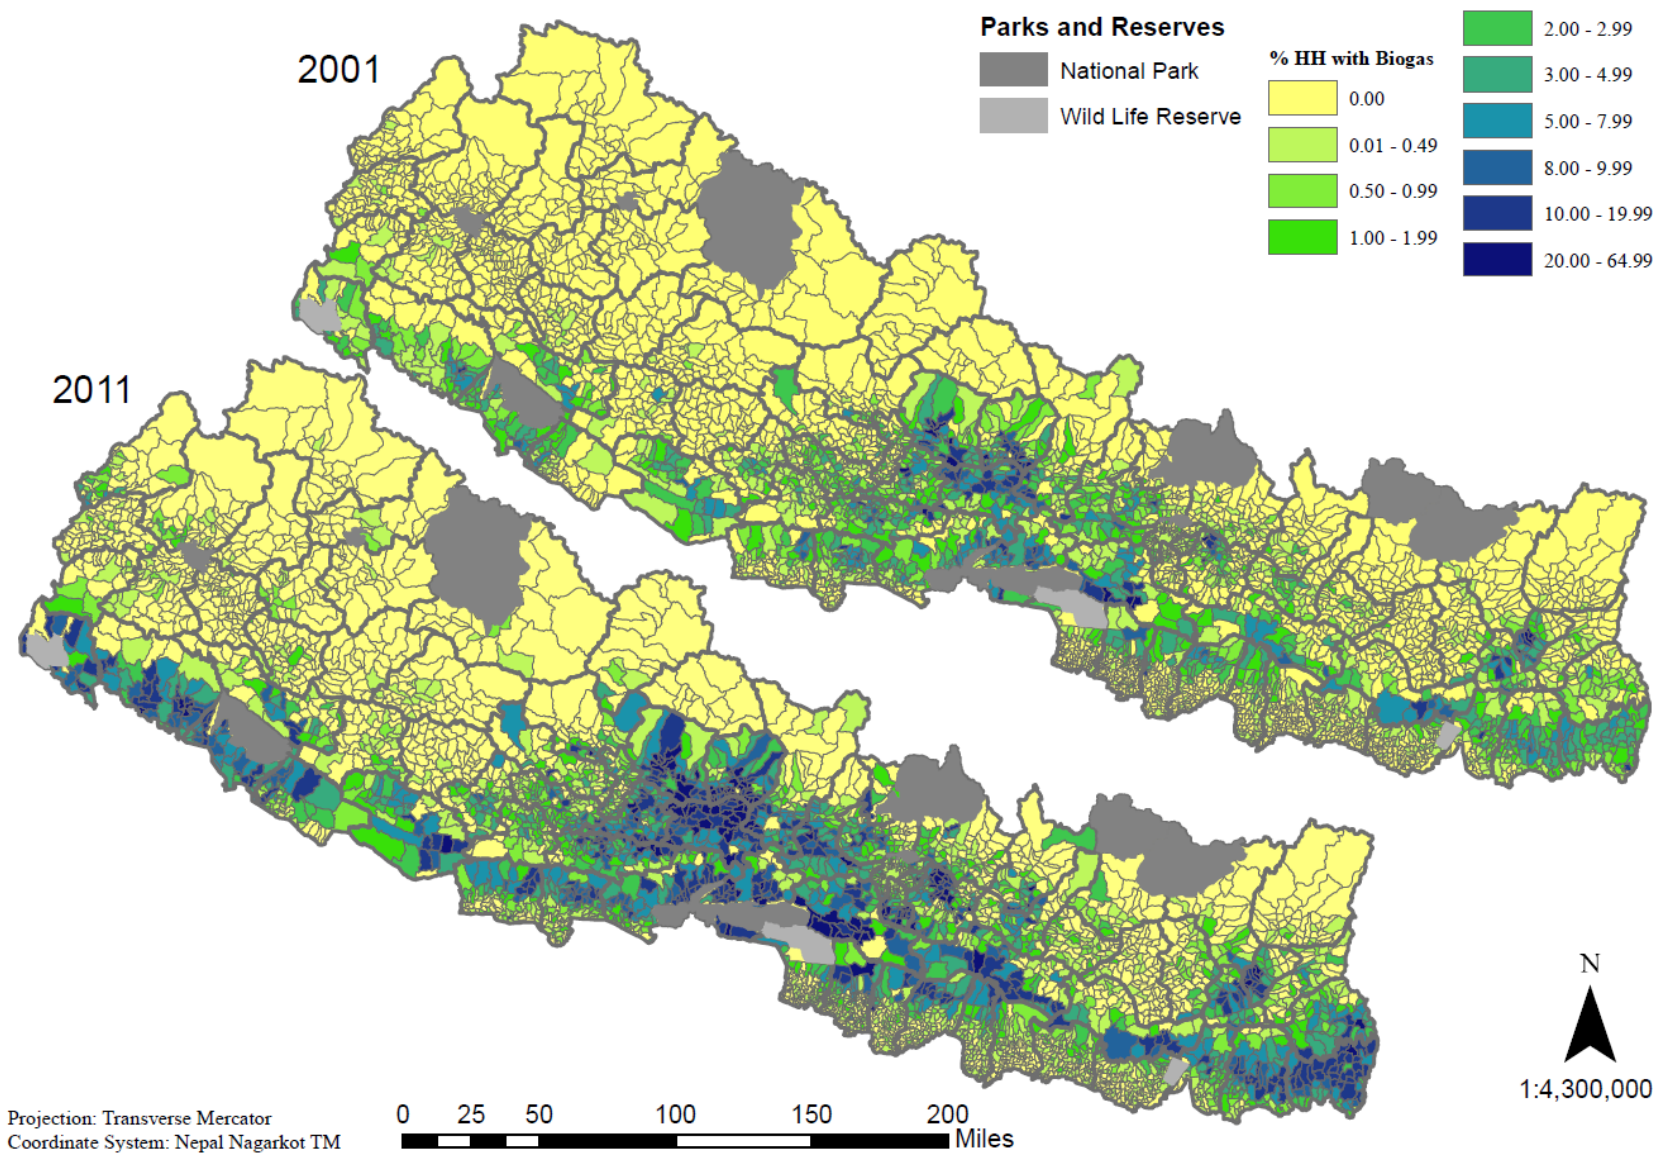 2001
2011
Parks and Reserves
National Park
Wild Life Reserve
% HH with Biogas
0.00
0.01 - 0.49
0.50 - 0.99
1.00 - 1.99
2.00 - 2.99
3.00 - 4.99
5.00 - 7.99
8.00 - 9.99
10.00 - 19.99
20.00 - 64.99
N
1:4,300,000
Projection: Transverse Mercator
Coordinate System: Nepal Nagarkot TM
0 25 50 100 150 200
Miles